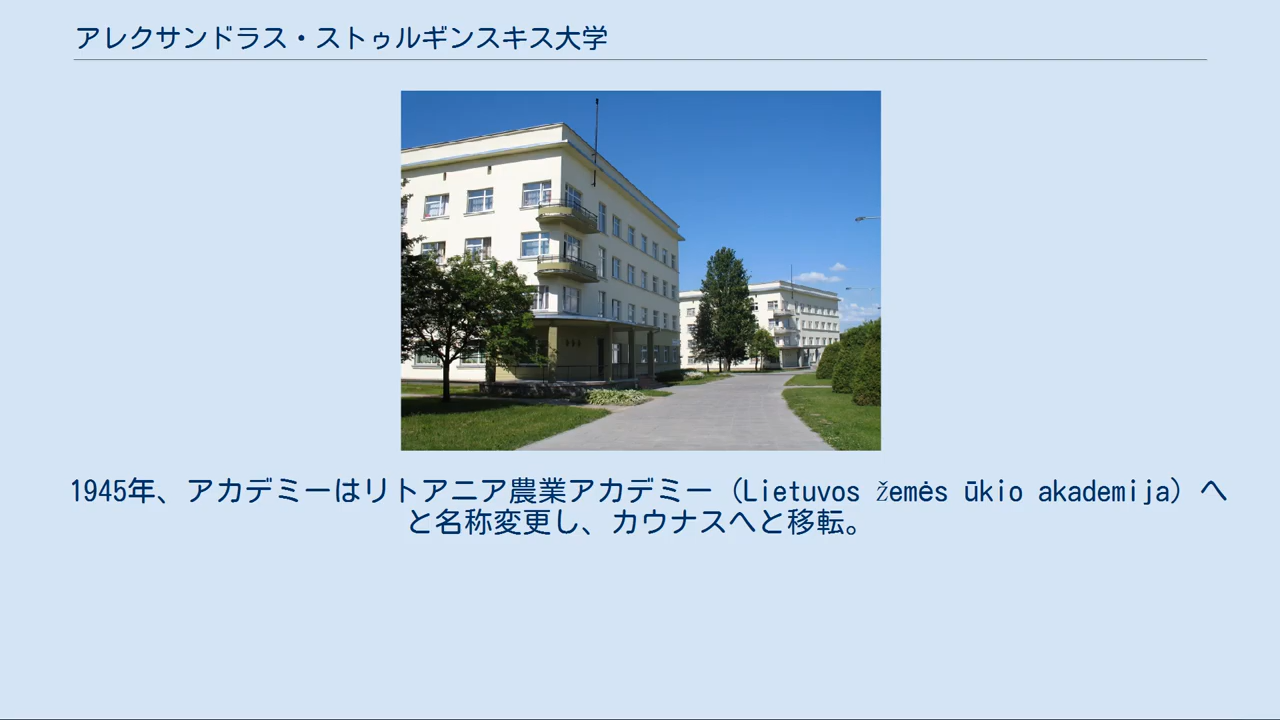 アレクサンドラス・ストゥルギンスキス大学
1945年、アカデミーはリトアニア農業アカデミー（Lietuvos žemės ūkio akademija）へ
と名称変更し、カウナスへと移転。